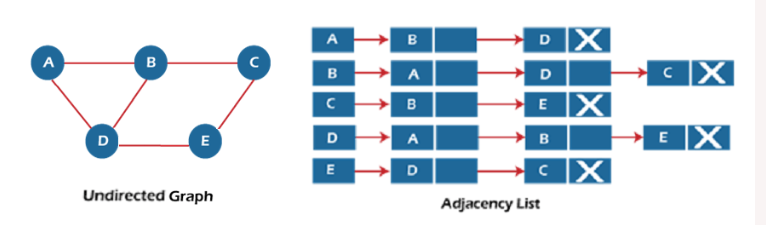 A B C
D E
Undirected Graph
A B D X
B A D C X
C B E X
D A B E X
E D C X
Adjacency List